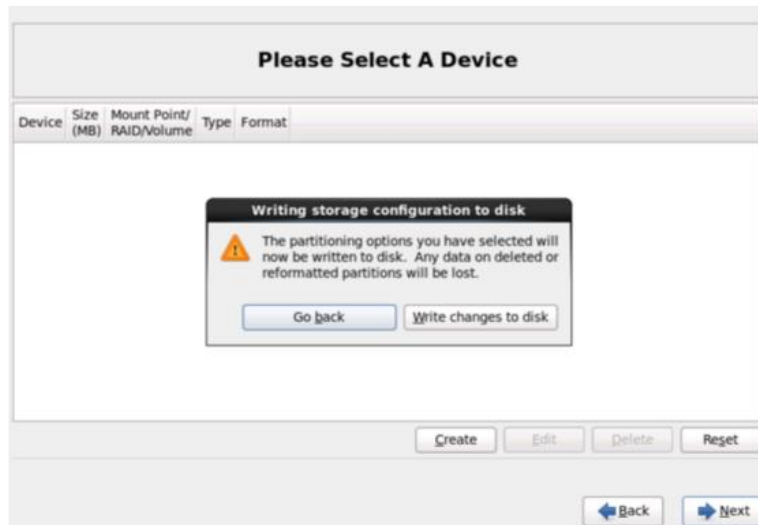 Please Select A Device
Device Size (MB) Mount Point/ RAID/Volume Type Format
Writing storage configuration to disk
The partitioning options you have selected will
now be written to disk.  Any data on deleted or
reformatted partitions will be lost.
Go back Write changes to disk
Create Edit Delete Reset
Back Next